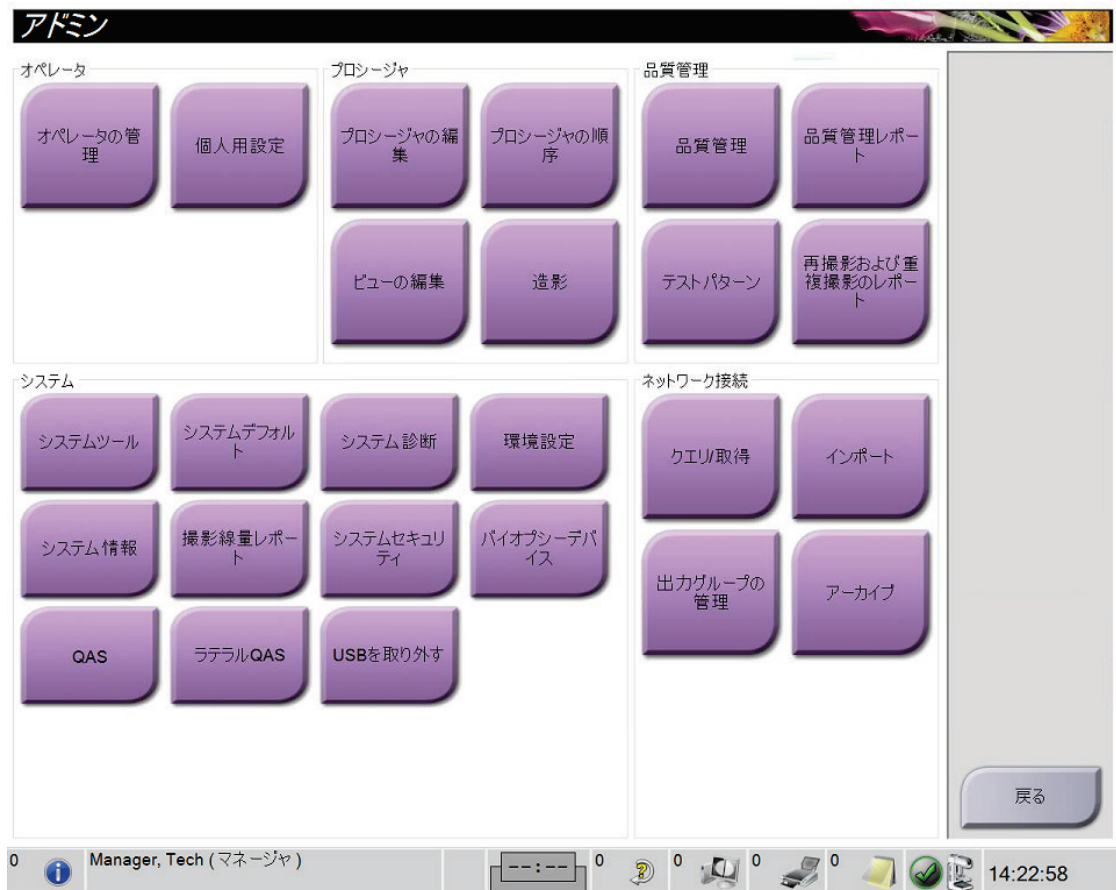 アドミン
オペレータ
オペレータの管
理
個人用設定
プロシージャ
プロシージャの編
集
プロシージャの順
序
ビューの編集
造影
品質管理
品質管理
品質管理レポー
ト
テストパターン
再撮影および重
複撮影のレポー
ト
システム
システムツール
システムデフォル
ト
システム診断
環境設定
システム情報
撮影線量レポー
ト
システムセキュリ
ティ
バイオプシーデバ
イス
QAS
ラテラルQAS
USBを取り外す
ネットワーク接続
クエリ/取得
インポート
出力グループの
管理
アーカイブ
戻る
0
Manager, Tech ( マネージャ )
--:--
0
0
0
0
14:22:58